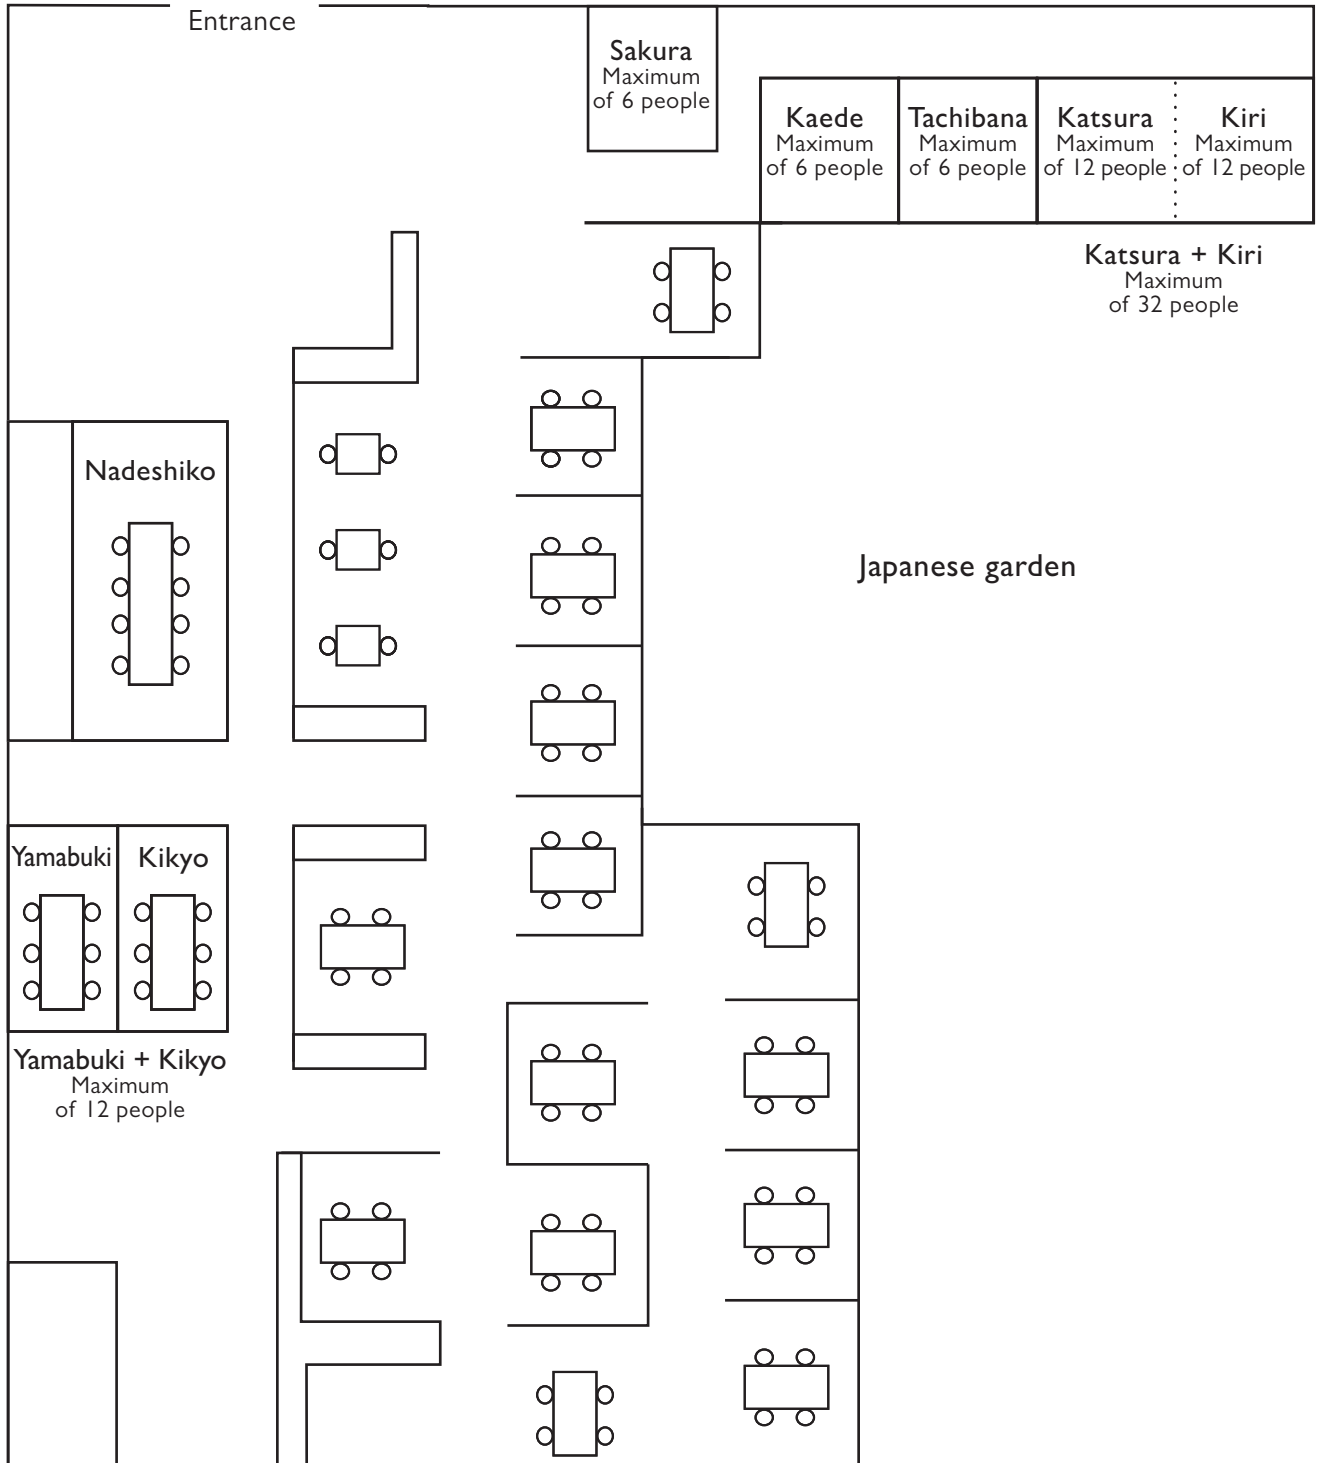 Entrance
Sakura
Maximum
of 6 people
Kaede
Maximum
of 6 people
Tachibana
Maximum
of 6 people
Katsura
Maximum
of 12 people
Kiri
Maximum
of 12 people
Katsura + Kiri
Maximum
of 32 people
Nadeshiko
Japanese garden
Yamabuki
Kikyo
Yamabuki + Kikyo
Maximum
of 12 people